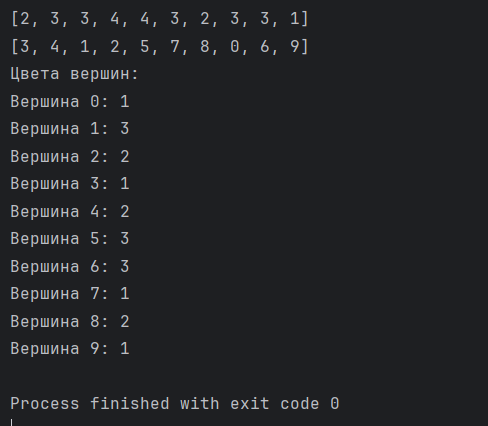 [2, 3, 3, 4, 4, 3, 2, 3, 3, 1]
[3, 4, 1, 2, 5, 7, 8, 0, 6, 9]
Цвета вершин:
Вершина 0: 1
Вершина 1: 3
Вершина 2: 2
Вершина 3: 1
Вершина 4: 2
Вершина 5: 3
Вершина 6: 3
Вершина 7: 1
Вершина 8: 2
Вершина 9: 1
Process finished with exit code 0